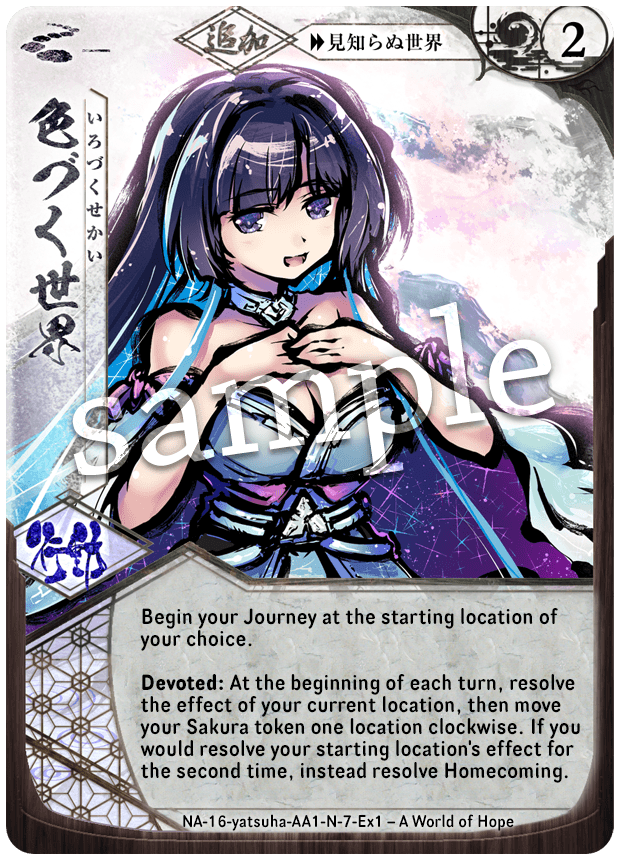 追加
▶▶見知らぬ世界
2
色づく世界
いろづくせかい
sample
行動
Begin your Journey at the starting location of
your choice.
Devoted: At the beginning of each turn, resolve
the effect of your current location, then move
your Sakura token one location clockwise. If you
would resolve your starting location's effect for
the second time, instead resolve Homecoming.
NA-16-yatsuha-AA1-N-7-Ex1 – A World of Hope